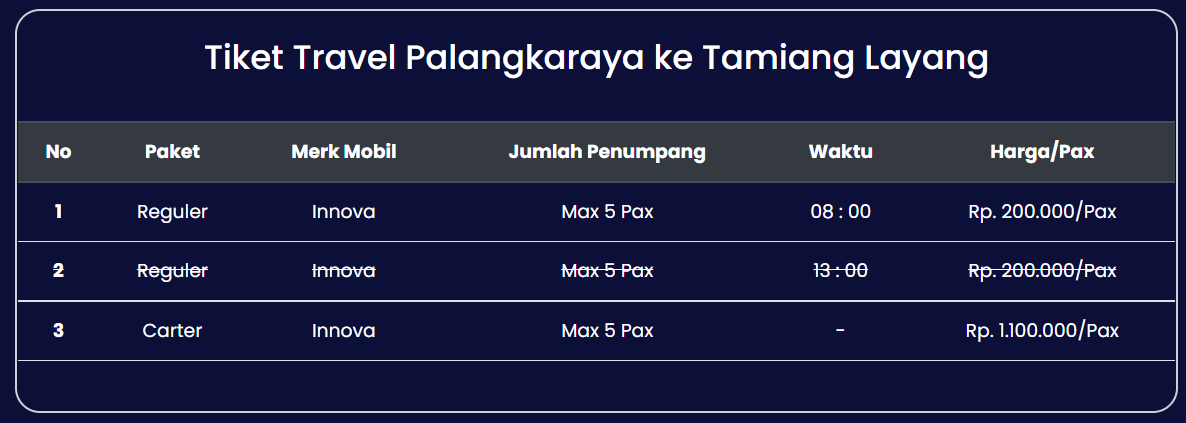 Tiket Travel Palangkaraya ke Tamiang Layang
No Paket Merk Mobil Jumlah Penumpang Waktu Harga/Pax
1 Reguler Innova Max 5 Pax 08 : 00 Rp. 200.000/Pax
2 Reguler Innova Max 5 Pax 13 : 00 Rp. 200.000/Pax
3 Carter Innova Max 5 Pax - Rp. 1.100.000/Pax